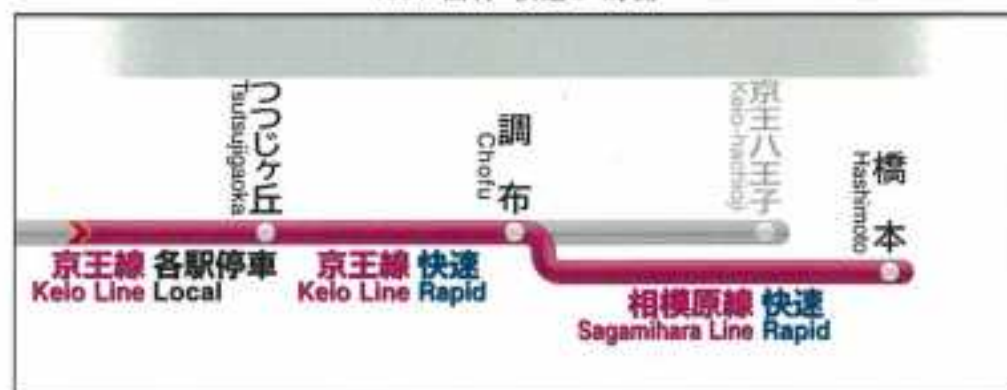 つつじヶ丘
Tsutsujigaoka
調布
Chofu
京王八王子
Keio-hachioji
橋本
Hashimoto
京王線 各駅停車
Keio Line Local
京王線 快速
Keio Line Rapid
相模原線 快速
Sagamihara Line Rapid